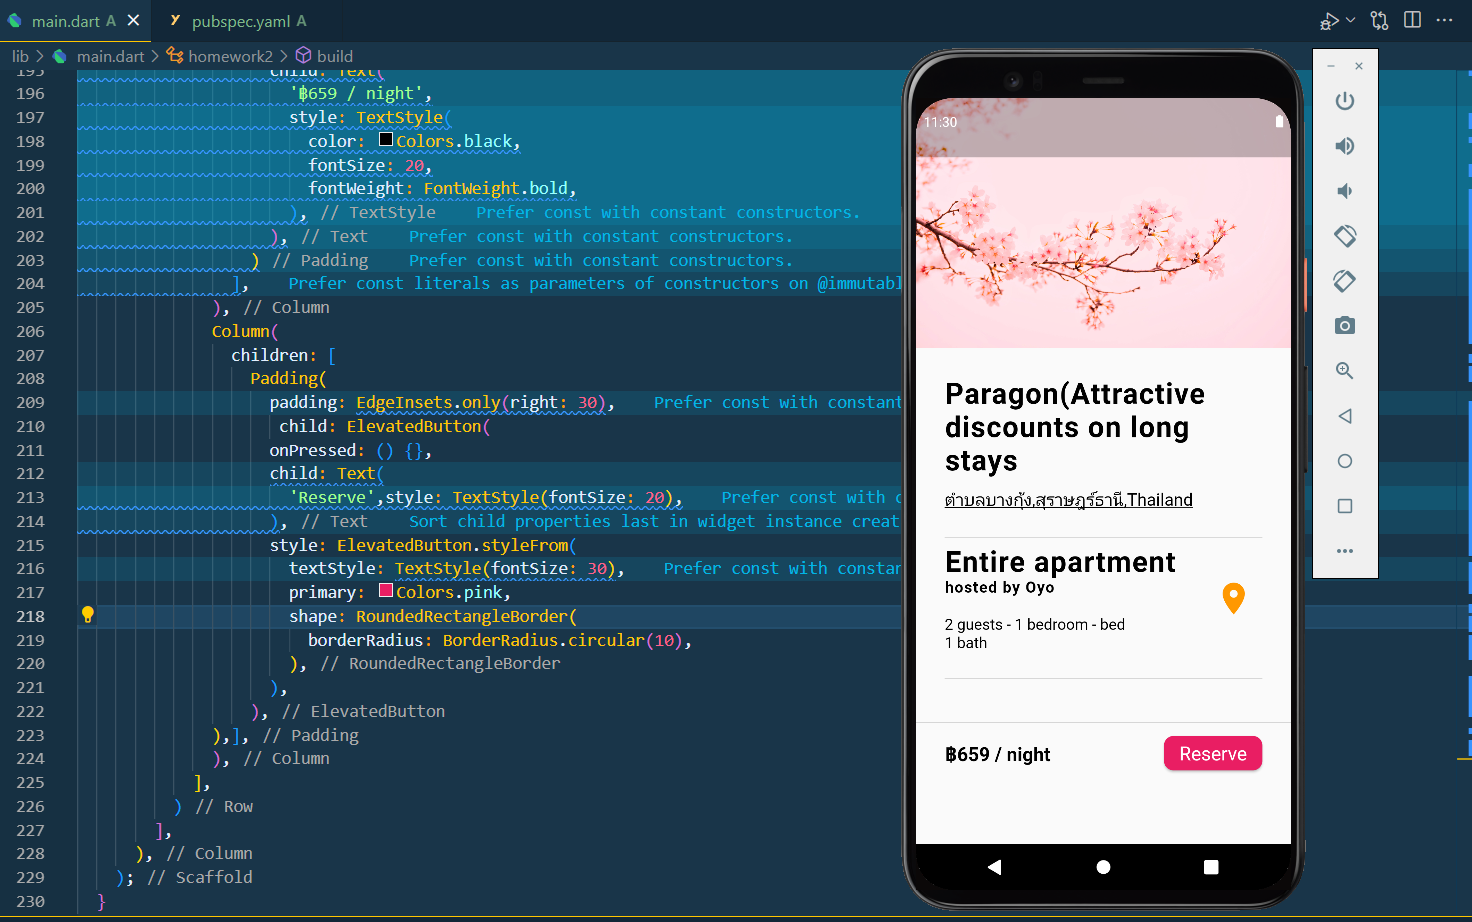 main.dart A
pubspec.yaml A
lib > main.dart > homework2 > build
195 child: Text(
196 '฿659 / night',
197 style: TextStyle(
198 color: Colors.black,
199 fontSize: 20,
200 fontWeight: FontWeight.bold,
201 ), // TextStyle Prefer const with constant constructors.
202 ), // Text Prefer const with constant constructors.
203 ) // Padding Prefer const with constant constructors.
204 ], Prefer const literals as parameters of constructors on @immutabl
205 ), // Column
206 Column(
207 children: [
208 Padding(
209 padding: EdgeInsets.only(right: 30), Prefer const with constant
210 child: ElevatedButton(
211 onPressed: () {},
212 child: Text(
213 'Reserve',style: TextStyle(fontSize: 20), Prefer const with c
214 ), // Text Sort child properties last in widget instance creat
215 style: ElevatedButton.styleFrom(
216 textStyle: TextStyle(fontSize: 30), Prefer const with constan
217 primary: Colors.pink,
218 shape: RoundedRectangleBorder(
219 borderRadius: BorderRadius.circular(10),
220 ), // RoundedRectangleBorder
221 ),
222 ), // ElevatedButton
223 ),], // Padding
224 ), // Column
225 ],
226 ) // Row
227 ],
228 ), // Column
229 ); // Scaffold
230 }
11:30
Paragon(Attractive
discounts on long
stays
ตำบลบางกุ้ง,สุราษฎร์ธานี,Thailand
Entire apartment
hosted by Oyo
2 guests - 1 bedroom - bed
1 bath
฿659 / night
Reserve